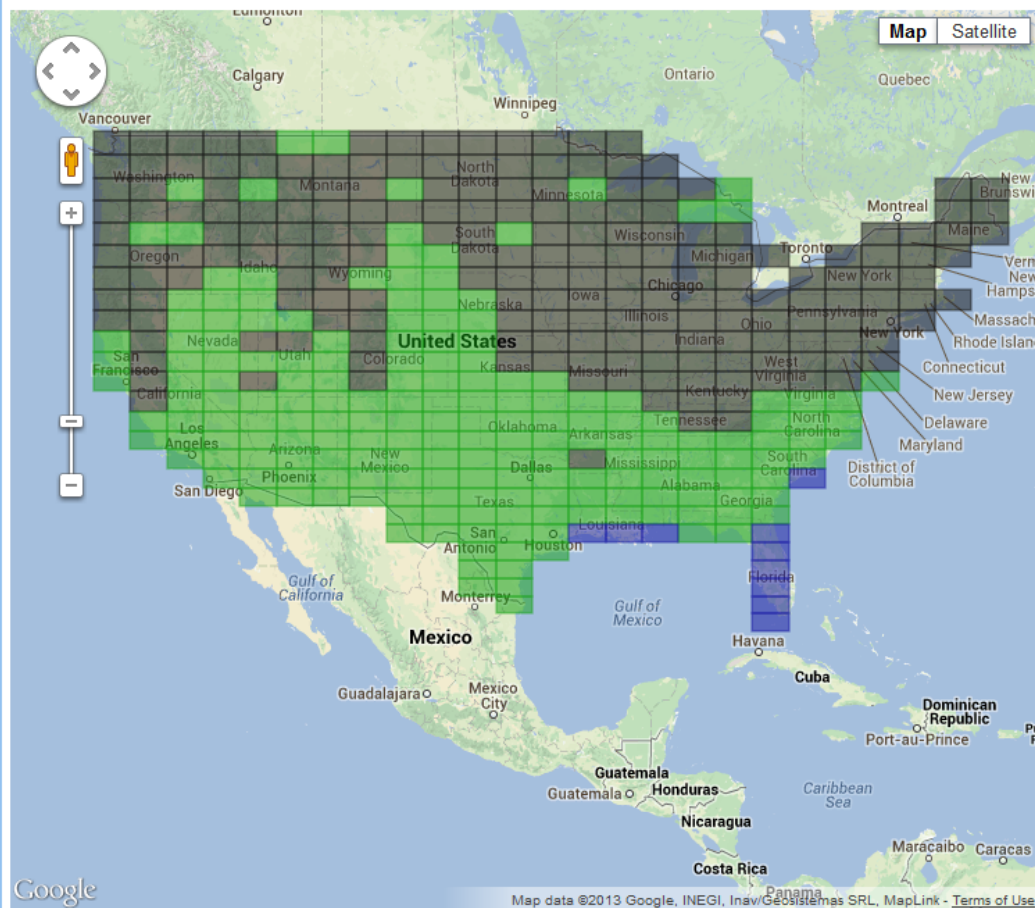 Edmonton
Map Satellite
Calgary
Ontario
Quebec
Winnipeg
Vancouver
Washington
Montana
North
Dakota
Minnesota
New
Brunswi
Montreal
Maine
Oregon
Idaho
Wyoming
South
Dakota
Wisconsin
Michigan
Toronto
New York
Verm
New
Hamps
Nebraska
Iowa
Chicago
Illinois
Indiana
Ohio
Pennsylvania
New York
Massach
Rhode Islan
Connecticut
New Jersey
Delaware
Maryland
District of
Columbia
Nevada
Utah
Colorado
United States
Kansas
Missouri
West
Virginia
Virginia
Kentucky
San
Francisco
California
Los
Angeles
Arizona
Phoenix
New
Mexico
Oklahoma
Arkansas
Tennessee
North
Carolina
South
Carolina
San Diego
Dallas
Texas
Mississippi
Alabama
Georgia
Louisiana
San
Antonio
Houston
Florida
Gulf of
California
Monterrey
Gulf of
Mexico
Mexico
Havana
Cuba
Guadalajara
Mexico
City
Dominican
Republic
Port-au-Prince
Guatemala
Guatemala
Honduras
Nicaragua
Caribbean
Sea
Costa Rica
Maracaibo
Caracas
Panama
Google
Map data ©2013 Google, INEGI, Inav/Geosistemas SRL, MapLink - Terms of Use